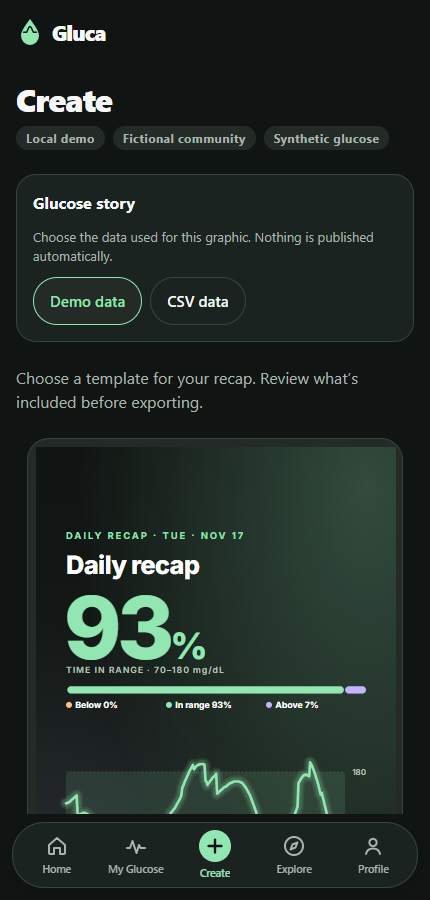 Gluca
Create
Local demo
Fictional community
Synthetic glucose
Glucose story
Choose the data used for this graphic. Nothing is published
automatically.
Demo data
CSV data
Choose a template for your recap. Review what's
included before exporting.
DAILY RECAP · TUE · NOV 17
Daily recap
93%
TIME IN RANGE · 70–180 mg/dL
Below 0%
In range 93%
Above 7%
180
Home
My Glucose
Create
Explore
Profile